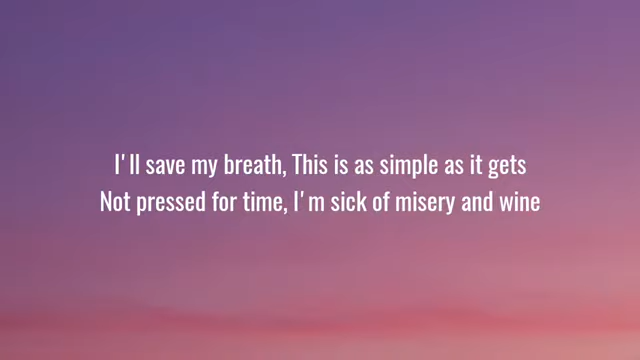 I'll save my breath, This is as simple as it gets
Not pressed for time, I'm sick of misery and wine